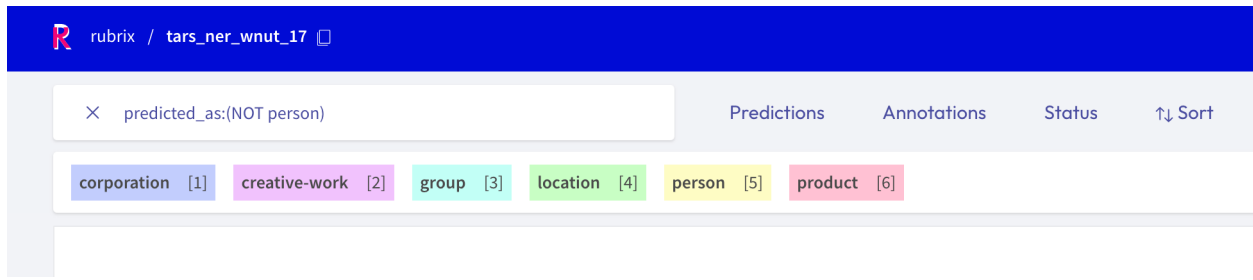 R rubrix / tars_ner_wnut_17
predicted_as:(NOT person) Predictions Annotations Status Sort
corporation [1] creative-work [2] group [3] location [4] person [5] product [6]